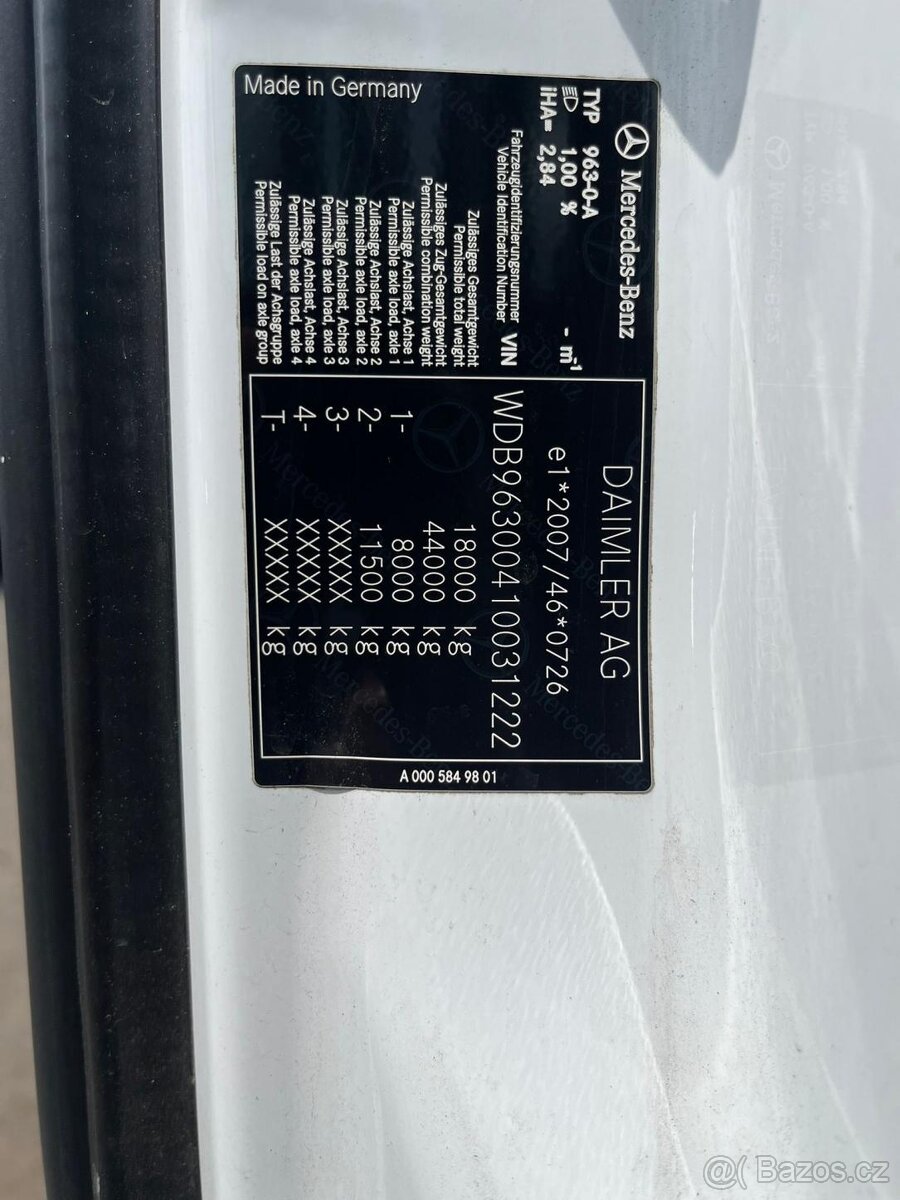 Mercedes-Benz
DAIMLER AG
TYP 963-0-A
1,00 % - m⁻¹
e1*2007/46*0726
iHA= 2,84
Fahrzeugidentifizierungsnummer
Vehicle Identification Number VIN
WDB96300410031222
Zulässiges Gesamtgewicht
Permissible total weight
18000 kg
Zulässiges Zug-Gesamtgewicht
Permissible combination weight
44000 kg
Zulässige Achslast, Achse 1
Permissible axle load, axle 1
1- 8000 kg
Zulässige Achslast, Achse 2
Permissible axle load, axle 2
2- 11500 kg
Zulässige Achslast, Achse 3
Permissible axle load, axle 3
3- XXXXX kg
Zulässige Achslast, Achse 4
Permissible axle load, axle 4
4- XXXXX kg
Zulässige Last der Achsgruppe
Permissible load on axle group
T- XXXXX kg
Made in Germany
A 000 584 98 01
@( Bazos.cz